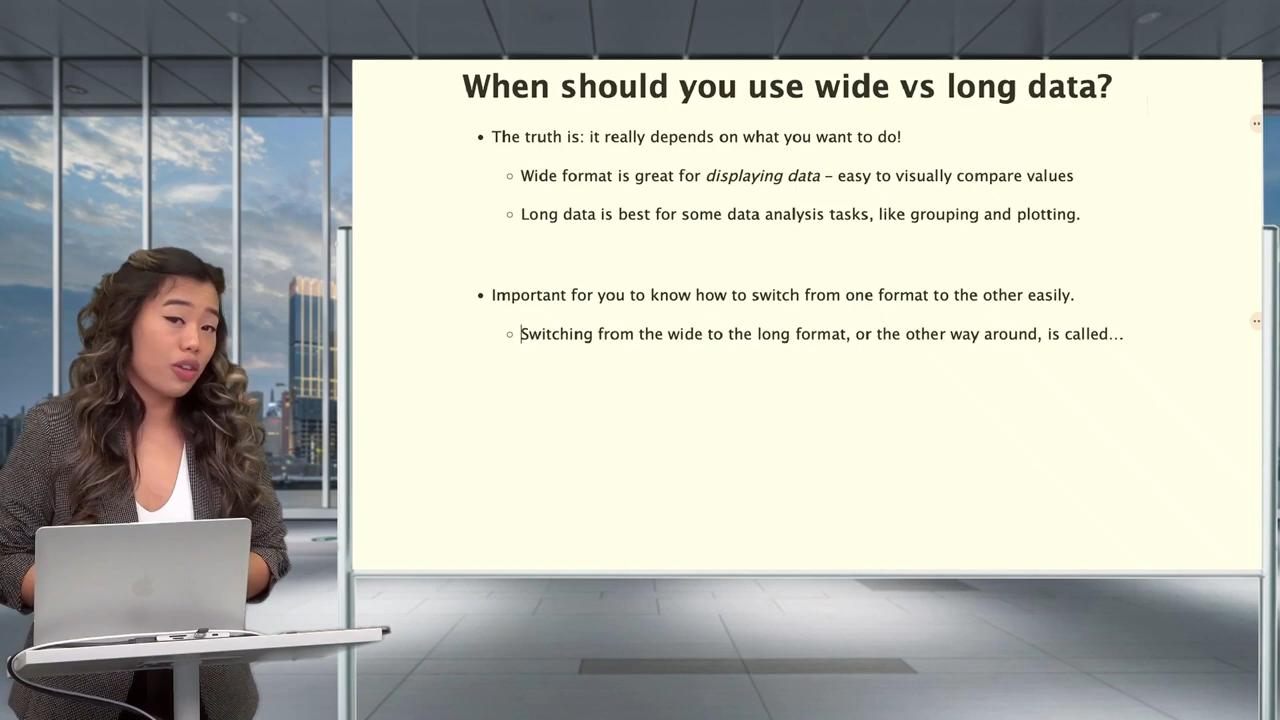 When should you use wide vs long data?
• The truth is: it really depends on what you want to do!
◦ Wide format is great for displaying data – easy to visually compare values
◦ Long data is best for some data analysis tasks, like grouping and plotting.
• Important for you to know how to switch from one format to the other easily.
◦ Switching from the wide to the long format, or the other way around, is called...